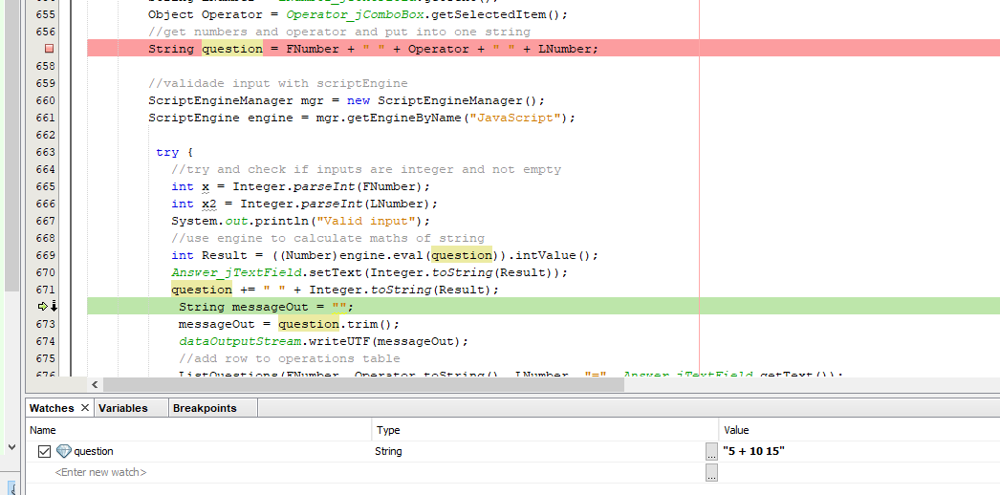 655 Object Operator = Operator_jComboBox.getSelectedItem();
656 //get numbers and operator and put into one string
String question = FNumber + " " + Operator + " " + LNumber;
658
659 //validade input with scriptEngine
660 ScriptEngineManager mgr = new ScriptEngineManager();
661 ScriptEngine engine = mgr.getEngineByName("JavaScript");
662
663 try {
664 //try and check if inputs are integer and not empty
665 int x = Integer.parseInt(FNumber);
666 int x2 = Integer.parseInt(LNumber);
667 System.out.println("Valid input");
668 //use engine to calculate maths of string
669 int Result = ((Number)engine.eval(question)).intValue();
670 Answer_jTextField.setText(Integer.toString(Result));
671 question += " " + Integer.toString(Result);
String messageOut = "";
673 messageOut = question.trim();
674 dataOutputStream.writeUTF(messageOut);
675 //add row to operations table
676 ListQuestions(FNumber, Operator.toString(), LNumber, "=", Answer_jTextField.getText());
Watches Variables Breakpoints
Name Type Value
question String ... "5 + 10 15"
<Enter new watch> ...